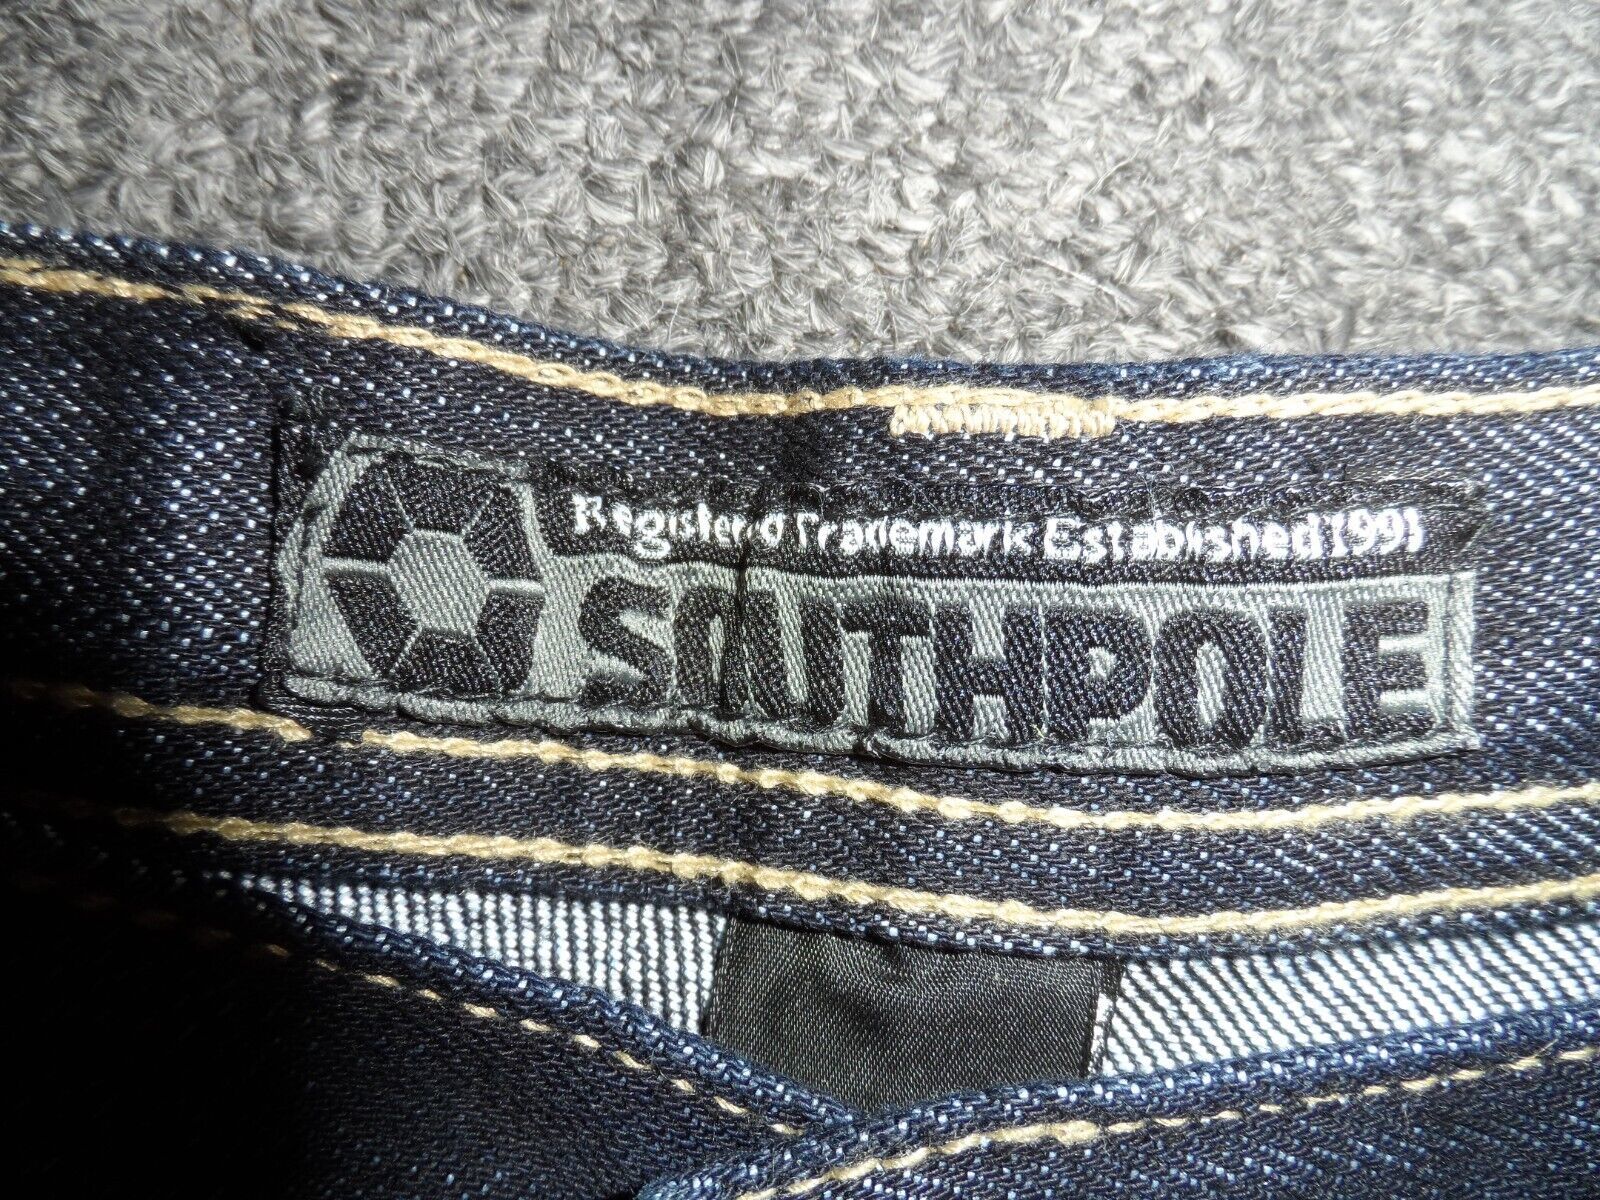 Registered Trademark Established 1991
SOUTHPOLE